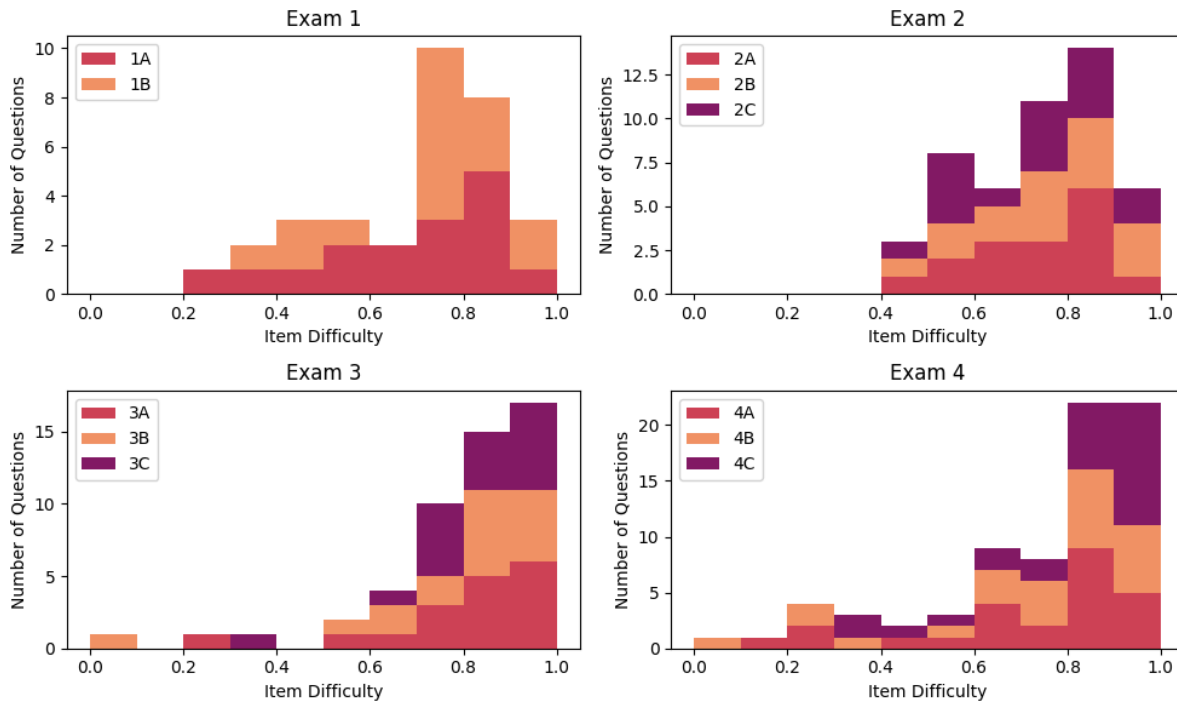 Exam 1
10
8
6
4
2
0
Number of Questions
1A
1B
0.0 0.2 0.4 0.6 0.8 1.0
Item Difficulty
Exam 2
12.5
10.0
7.5
5.0
2.5
0.0
Number of Questions
2A
2B
2C
0.0 0.2 0.4 0.6 0.8 1.0
Item Difficulty
Exam 3
15
10
5
0
Number of Questions
3A
3B
3C
0.0 0.2 0.4 0.6 0.8 1.0
Item Difficulty
Exam 4
20
15
10
5
0
Number of Questions
4A
4B
4C
0.0 0.2 0.4 0.6 0.8 1.0
Item Difficulty